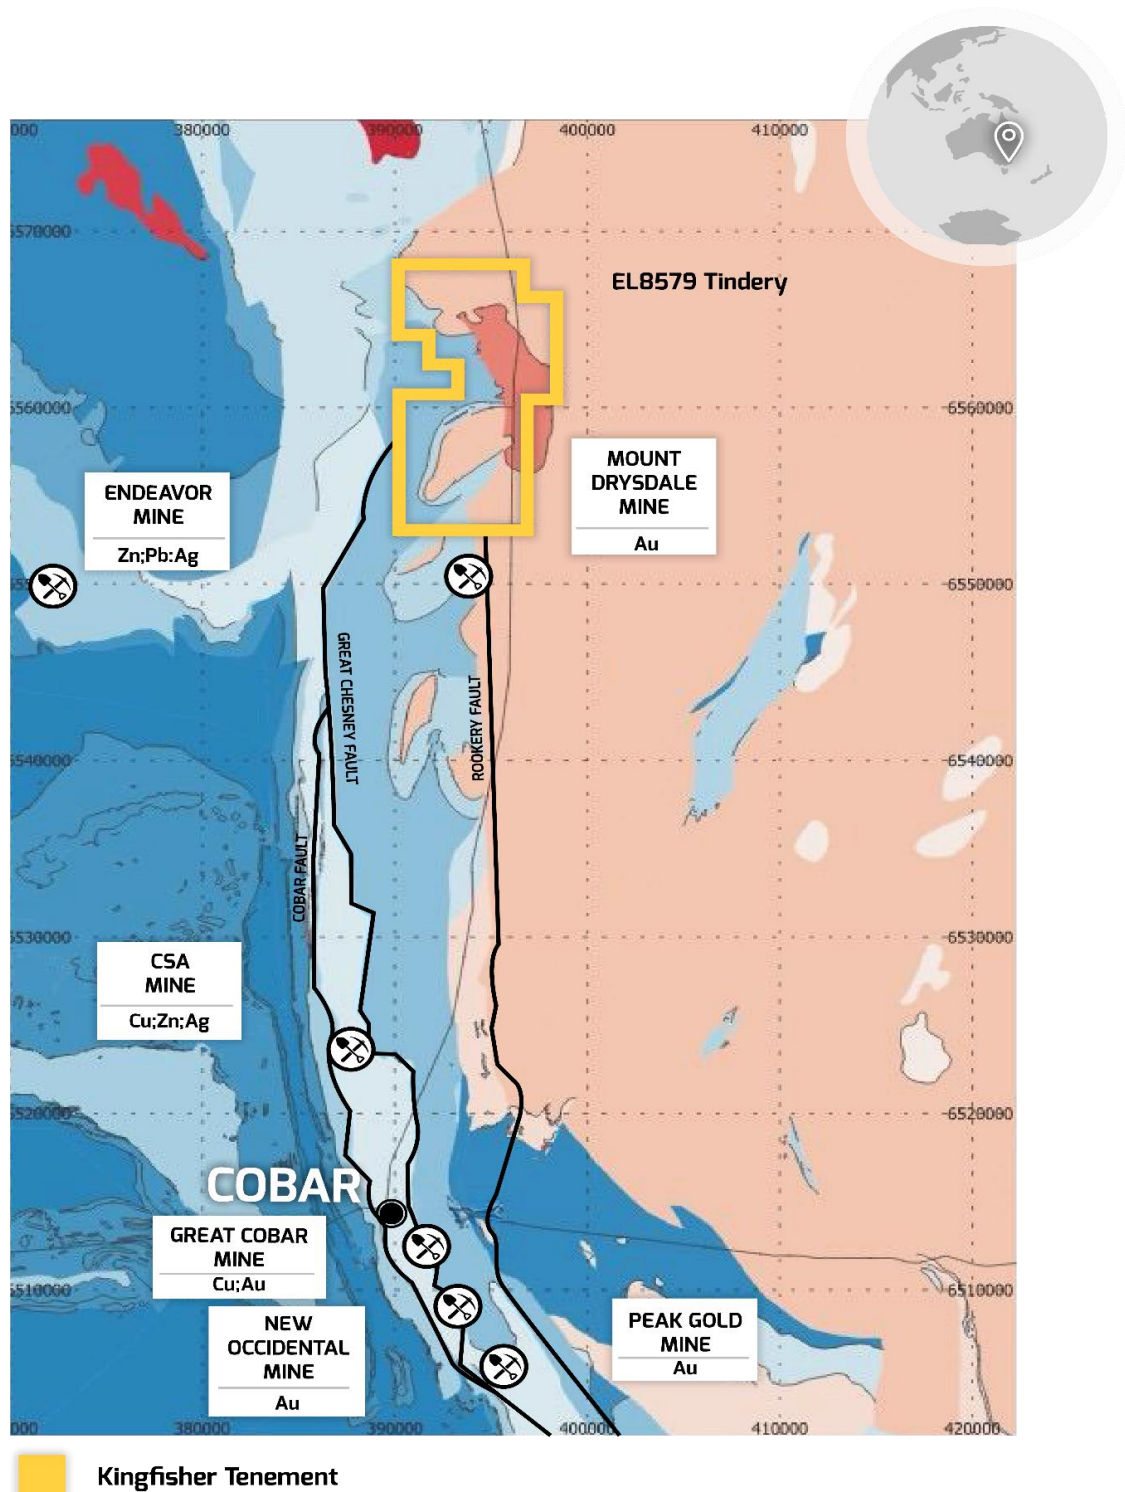 000
380000
390000
400000
410000
6570000
EL8579 Tindery
6560000
6560000
MOUNT
DRYSDALE
MINE
Au
ENDEAVOR
MINE
Zn;Pb:Ag
6550000
GREAT CHESNEY FAULT
ROOKERY FAULT
6540000
6540000
COBAR FAULT
6530000
6530000
CSA
MINE
Cu;Zn;Ag
6520000
6520000
COBAR
GREAT COBAR
MINE
Cu;Au
6510000
6510000
NEW
OCCIDENTAL
MINE
Au
PEAK GOLD
MINE
Au
000
380000
390000
400000
410000
420000
Kingfisher Tenement